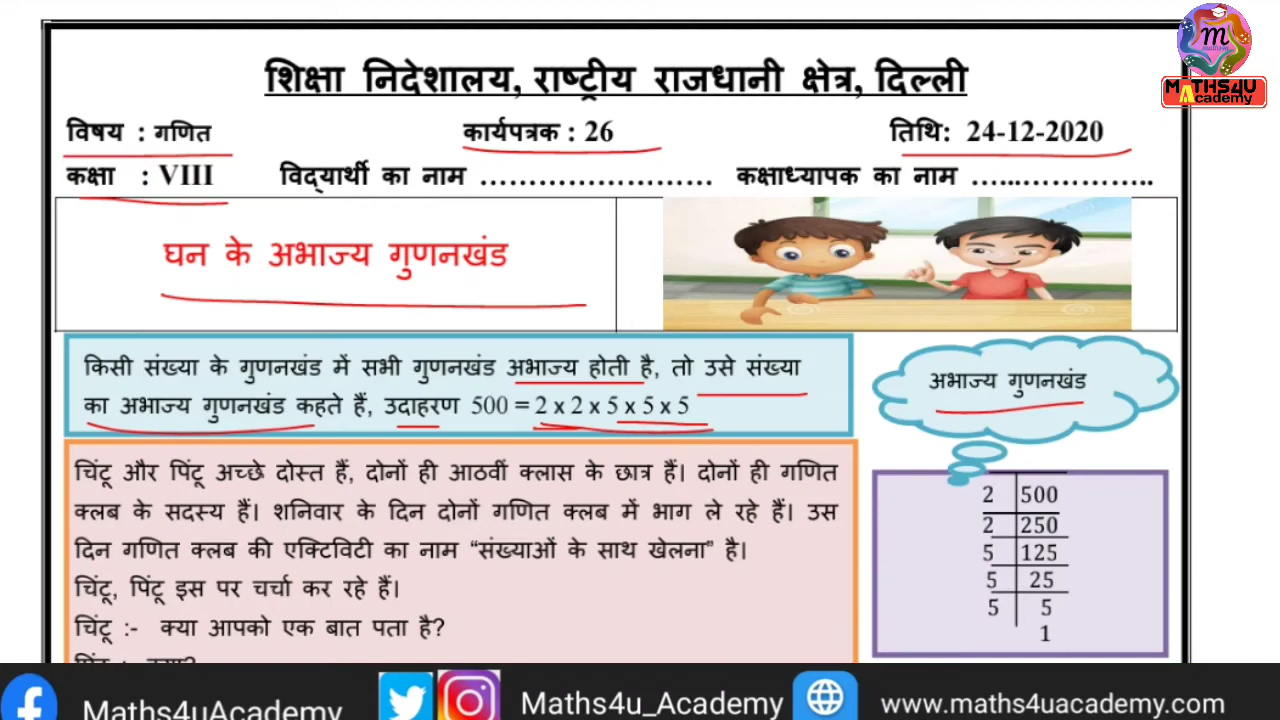 m
maths4u
MATHS4U
Academy
शिक्षा निदेशालय, राष्ट्रीय राजधानी क्षेत्र, दिल्ली
विषय : गणित कार्यपत्रक : 26 तिथि: 24-12-2020
कक्षा : VIII विद्यार्थी का नाम …………………… कक्षाध्यापक का नाम …...…………..
घन के अभाज्य गुणनखंड
किसी संख्या के गुणनखंड में सभी गुणनखंड अभाज्य होती है, तो उसे संख्या
का अभाज्य गुणनखंड कहते हैं, उदाहरण 500 = 2 x 2 x 5 x 5 x 5
अभाज्य गुणनखंड
चिंटू और पिंटू अच्छे दोस्त हैं, दोनों ही आठवीं क्लास के छात्र हैं। दोनों ही गणित
क्लब के सदस्य हैं। शनिवार के दिन दोनों गणित क्लब में भाग ले रहे हैं। उस
दिन गणित क्लब की एक्टिविटी का नाम “संख्याओं के साथ खेलना” है।
चिंटू, पिंटू इस पर चर्चा कर रहे हैं।
चिंटू :- क्या आपको एक बात पता है?
2 500
2 250
5 125
5 25
5 5
1
Maths4uAcademy Maths4u_Academy www.maths4uacademy.com